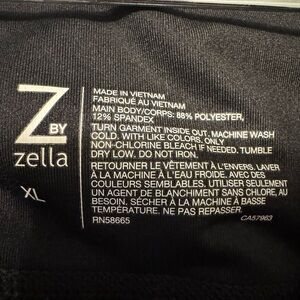 Z BY
zella
XL
MADE IN VIETNAM
FABRIQUÉ AU VIETNAM
MAIN BODY/CORPS: 88% POLYESTER,
12% SPANDEX
TURN GARMENT INSIDE OUT. MACHINE WASH
COLD. WITH LIKE COLORS. ONLY
NON-CHLORINE BLEACH IF NEEDED. TUMBLE
DRY LOW. DO NOT IRON.
RETOURNER LE VÊTEMENT À L'ENVERS. LAVER
À LA MACHINE À L'EAU FROIDE. AVEC DES
COULEURS SEMBLABLES. UTILISER SEULEMENT
UN AGENT DE BLANCHIMENT SANS CHLORE, AU
BESOIN. SÉCHER À LA MACHINE À BASSE
TEMPÉRATURE. NE PAS REPASSER.
RN58665
CA57963